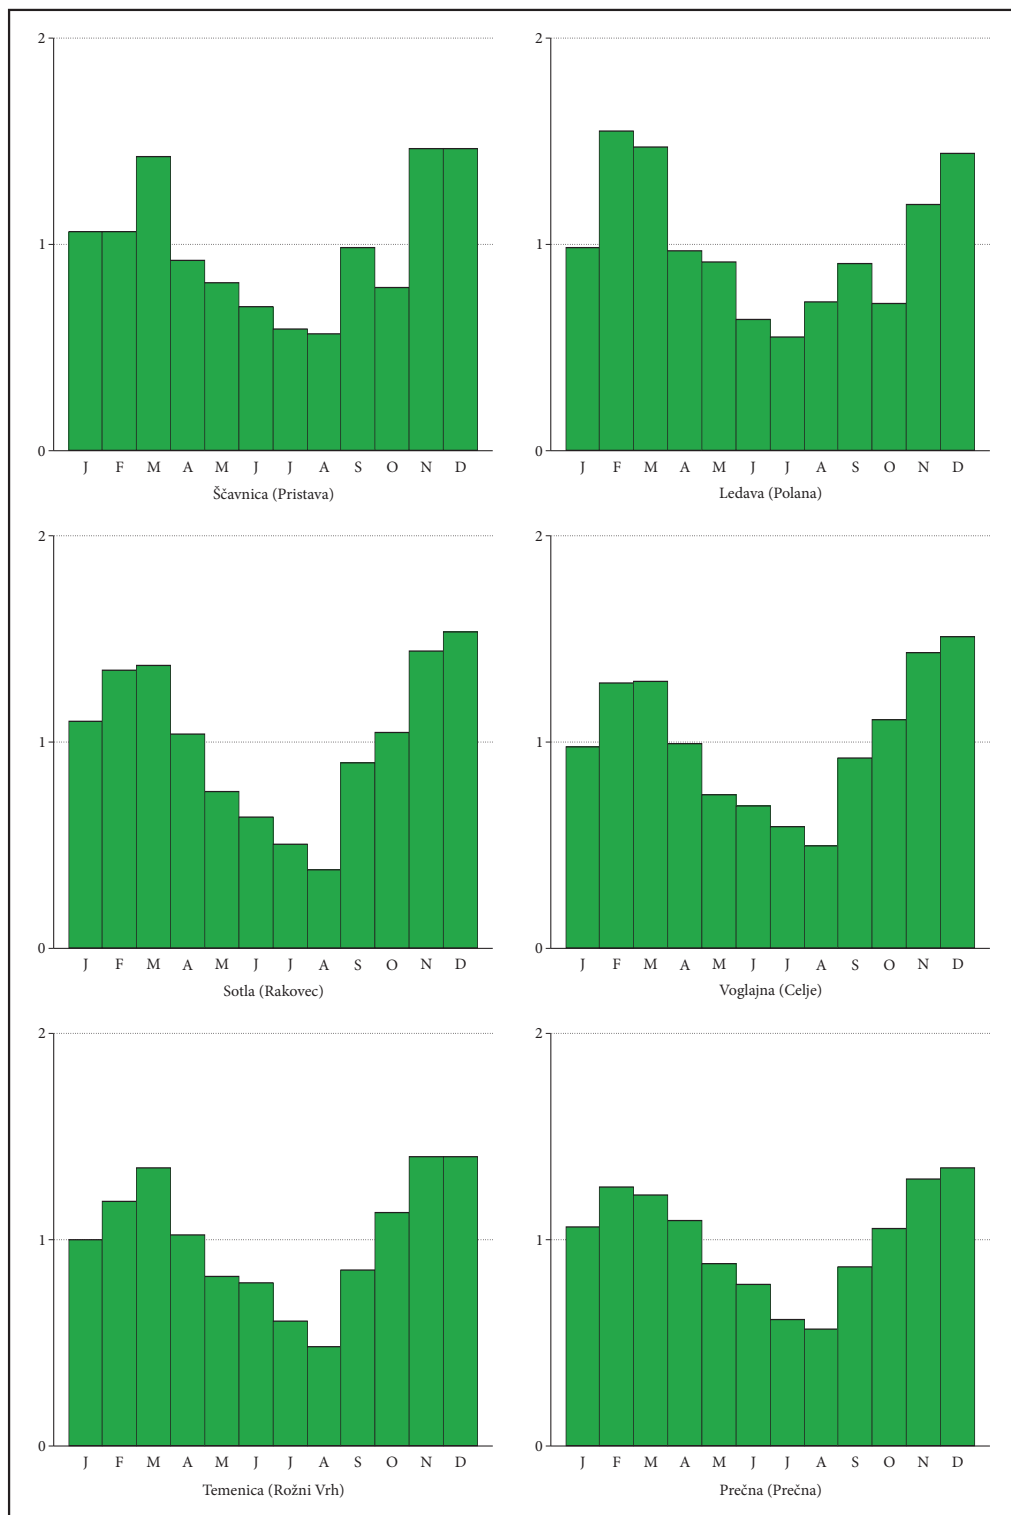 2
1
0
J F M A M J J A S O N D
Ščavnica (Pristava)
2
1
0
J F M A M J J A S O N D
Ledava (Polana)
2
1
0
J F M A M J J A S O N D
Sotla (Rakovec)
2
1
0
J F M A M J J A S O N D
Voglajna (Celje)
2
1
0
J F M A M J J A S O N D
Temenica (Rožni Vrh)
2
1
0
J F M A M J J A S O N D
Prečna (Prečna)